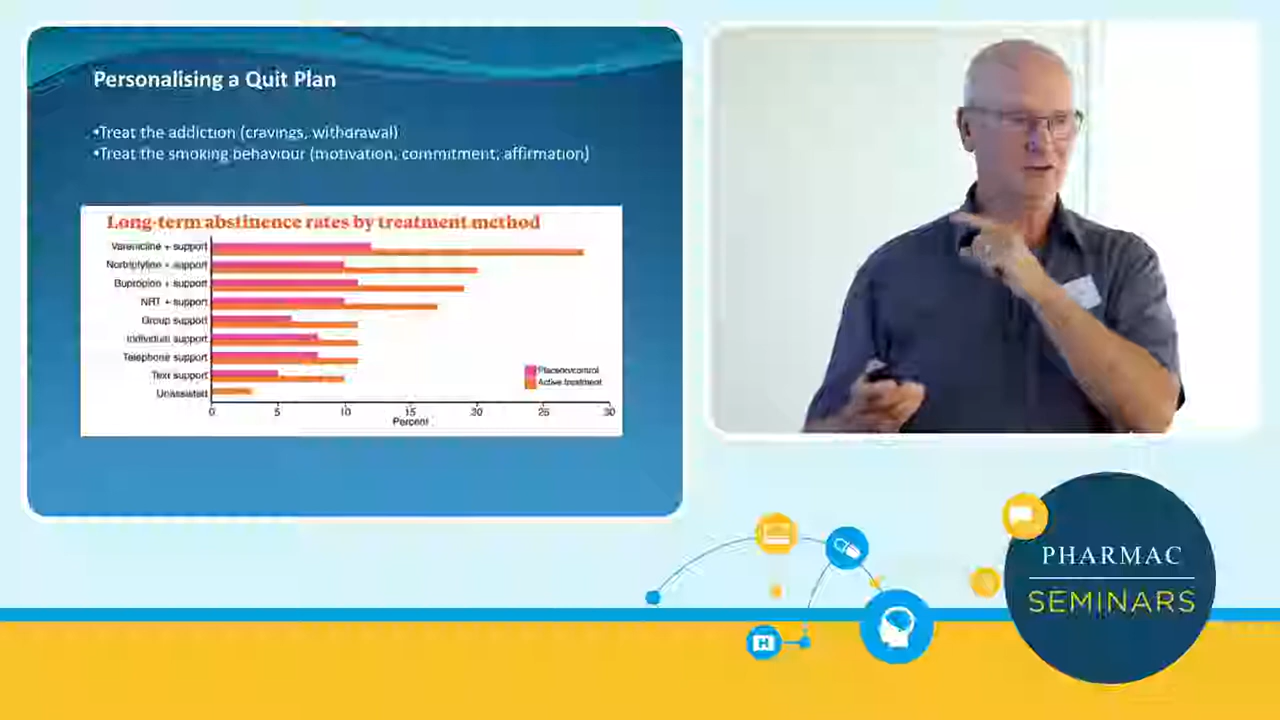 Personalising a Quit Plan
•Treat the addiction (cravings, withdrawal)
•Treat the smoking behaviour (motivation, commitment, affirmation)
Long-term abstinence rates by treatment method
Varenicline + support
Nortriptyline + support
Bupropion + support
NRT + support
Group support
Individual support
Telephone support
Text support
Unassisted
Placebo/control
Active treatment
0 5 10 15 20 25 30
Percent
PHARMAC
SEMINARS
H